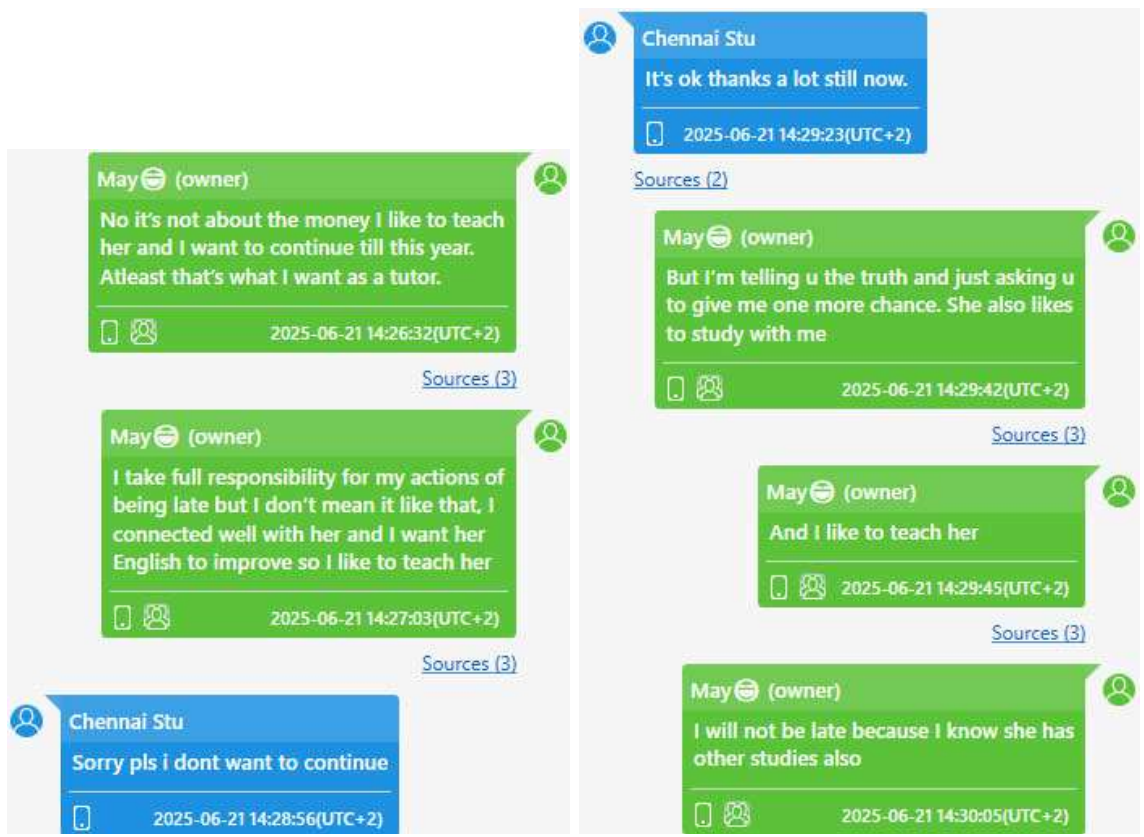 May😁 (owner)
No it's not about the money I like to teach
her and I want to continue till this year.
Atleast that's what I want as a tutor.
2025-06-21 14:26:32(UTC+2)
Sources (3)
May😁 (owner)
I take full responsibility for my actions of
being late but I don't mean it like that, I
connected well with her and I want her
English to improve so I like to teach her
2025-06-21 14:27:03(UTC+2)
Sources (3)
Chennai Stu
Sorry pls i dont want to continue
2025-06-21 14:28:56(UTC+2)
Chennai Stu
It's ok thanks a lot still now.
2025-06-21 14:29:23(UTC+2)
Sources (2)
May😁 (owner)
But I'm telling u the truth and just asking u
to give me one more chance. She also likes
to study with me
2025-06-21 14:29:42(UTC+2)
Sources (3)
May😁 (owner)
And I like to teach her
2025-06-21 14:29:45(UTC+2)
Sources (3)
May😁 (owner)
I will not be late because I know she has
other studies also
2025-06-21 14:30:05(UTC+2)